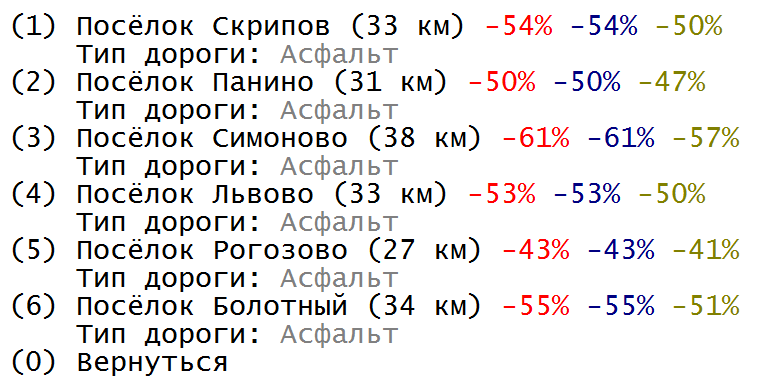 (1) Посёлок Скрипов (33 км) -54% -54% -50%
Тип дороги: Асфальт
(2) Посёлок Панино (31 км) -50% -50% -47%
Тип дороги: Асфальт
(3) Посёлок Симоново (38 км) -61% -61% -57%
Тип дороги: Асфальт
(4) Посёлок Львово (33 км) -53% -53% -50%
Тип дороги: Асфальт
(5) Посёлок Рогозово (27 км) -43% -43% -41%
Тип дороги: Асфальт
(6) Посёлок Болотный (34 км) -55% -55% -51%
Тип дороги: Асфальт
(0) Вернуться